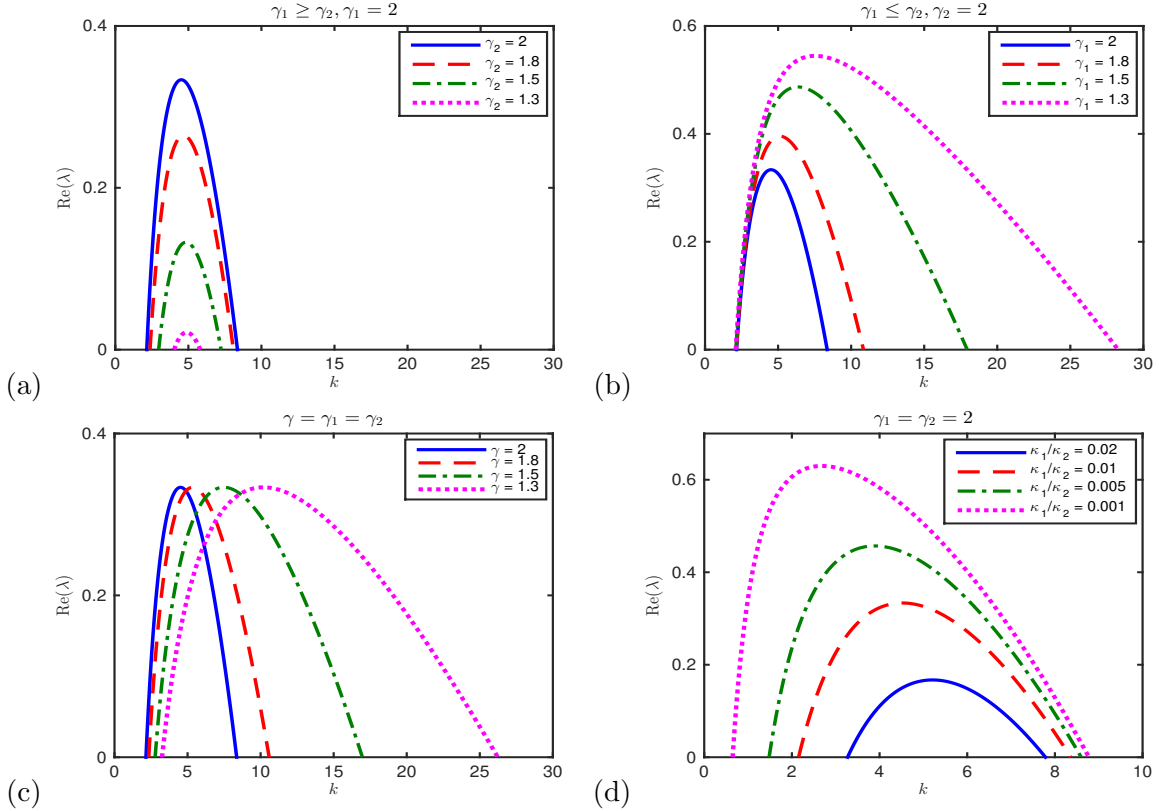 γ₁ ≥ γ₂, γ₁ = 2
0.4
0.2
0
Re(λ)
γ₂ = 2
γ₂ = 1.8
γ₂ = 1.5
γ₂ = 1.3
0 5 10 15 20 25 30
k
(a)
γ₁ ≤ γ₂, γ₂ = 2
0.6
0.4
0.2
0
Re(λ)
γ₁ = 2
γ₁ = 1.8
γ₁ = 1.5
γ₁ = 1.3
0 5 10 15 20 25 30
k
(b)
γ = γ₁ = γ₂
0.4
0.2
0
Re(λ)
γ = 2
γ = 1.8
γ = 1.5
γ = 1.3
0 5 10 15 20 25 30
k
(c)
γ₁ = γ₂ = 2
0.6
0.4
0.2
0
Re(λ)
κ₁/κ₂ = 0.02
κ₁/κ₂ = 0.01
κ₁/κ₂ = 0.005
κ₁/κ₂ = 0.001
0 2 4 6 8 10
k
(d)